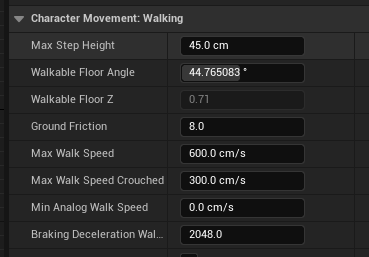 Character Movement: Walking
Max Step Height 45.0 cm
Walkable Floor Angle 44.765083 °
Walkable Floor Z 0.71
Ground Friction 8.0
Max Walk Speed 600.0 cm/s
Max Walk Speed Crouched 300.0 cm/s
Min Analog Walk Speed 0.0 cm/s
Braking Deceleration Wal... 2048.0